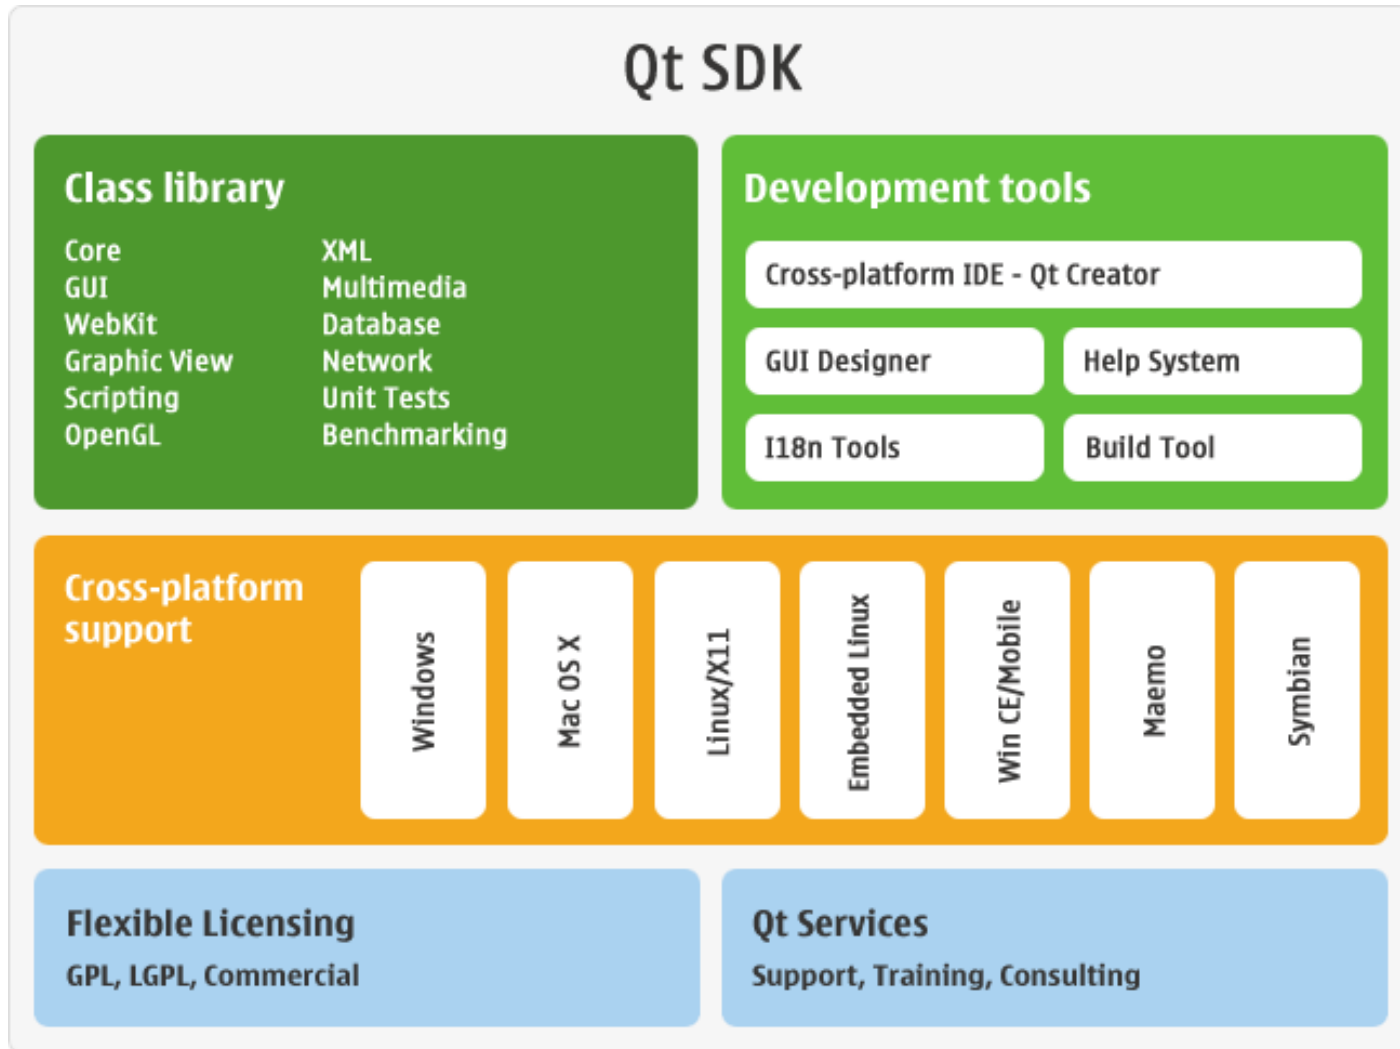 Qt SDK
Class library
Core
GUI
WebKit
Graphic View
Scripting
OpenGL
XML
Multimedia
Database
Network
Unit Tests
Benchmarking
Development tools
Cross-platform IDE - Qt Creator
GUI Designer
Help System
I18n Tools
Build Tool
Cross-platform
support
Windows
Mac OS X
Linux/X11
Embedded Linux
Win CE/Mobile
Maemo
Symbian
Flexible Licensing
GPL, LGPL, Commercial
Qt Services
Support, Training, Consulting